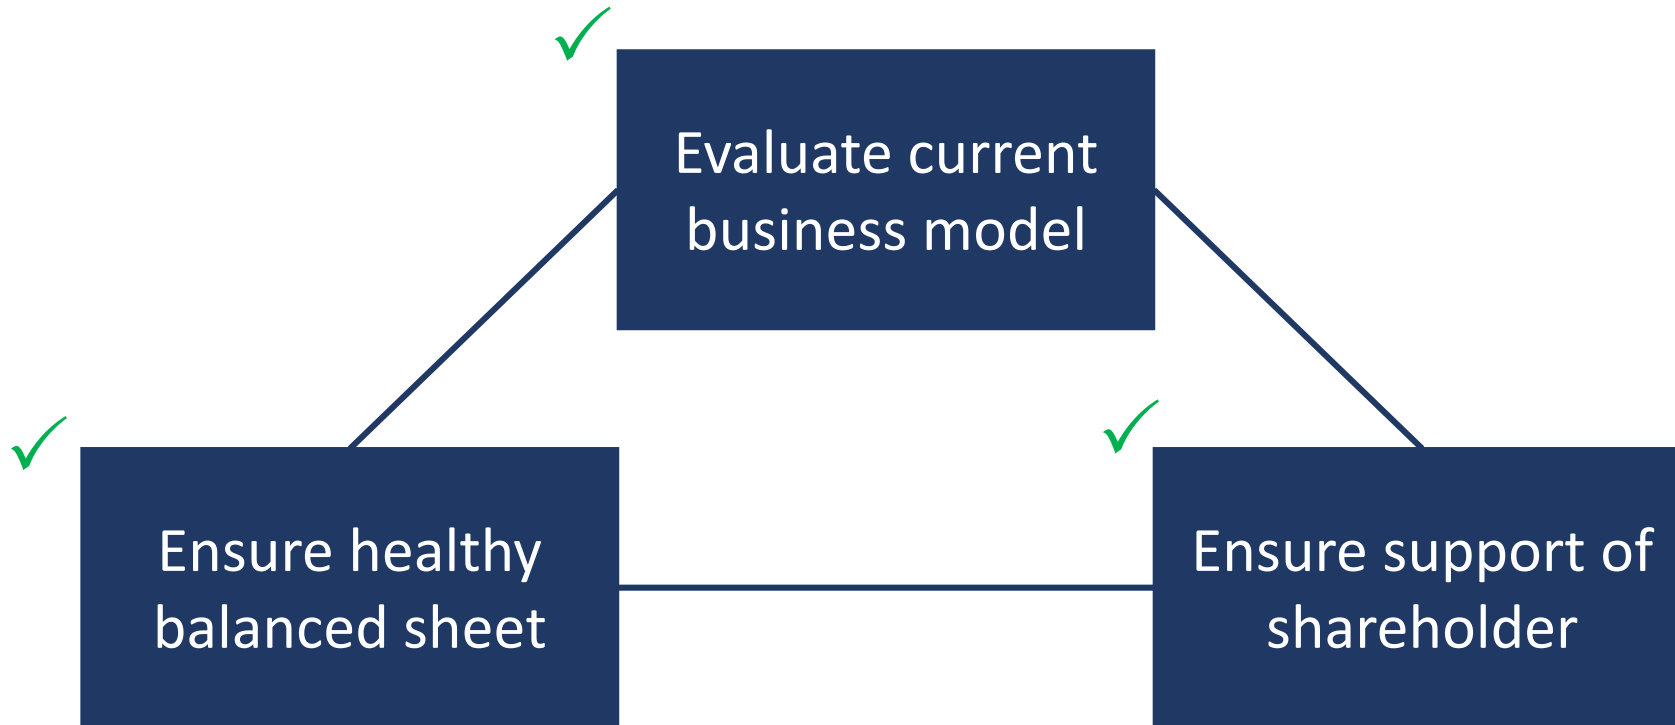 Evaluate current
business model
Ensure healthy
balanced sheet
Ensure support of
shareholder